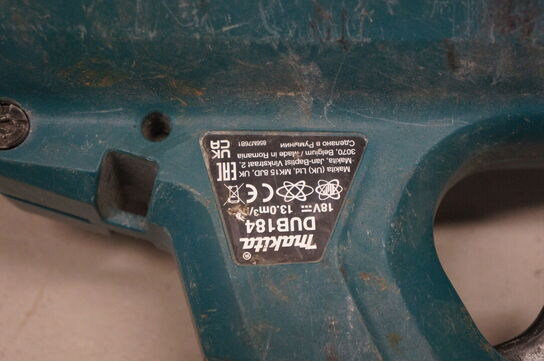 makita®
DUB184
18V 13.0m³/
Makita (UK) Ltd, MK15 8JD, UK
Makita, Jan-Baptist Vinkstraat 2,
3070, Belgium Made in Romania
Сделано в Румынии
UK CA